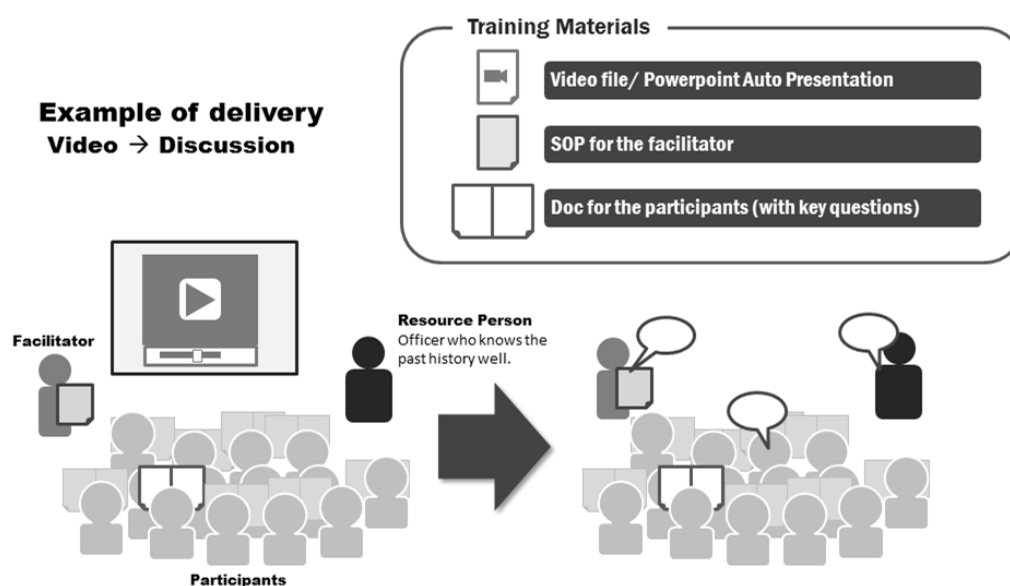 Training Materials
Video file/ Powerpoint Auto Presentation
SOP for the facilitator
Doc for the participants (with key questions)
Example of delivery
Video → Discussion
Facilitator
Resource Person
Officer who knows the
past history well.
Participants